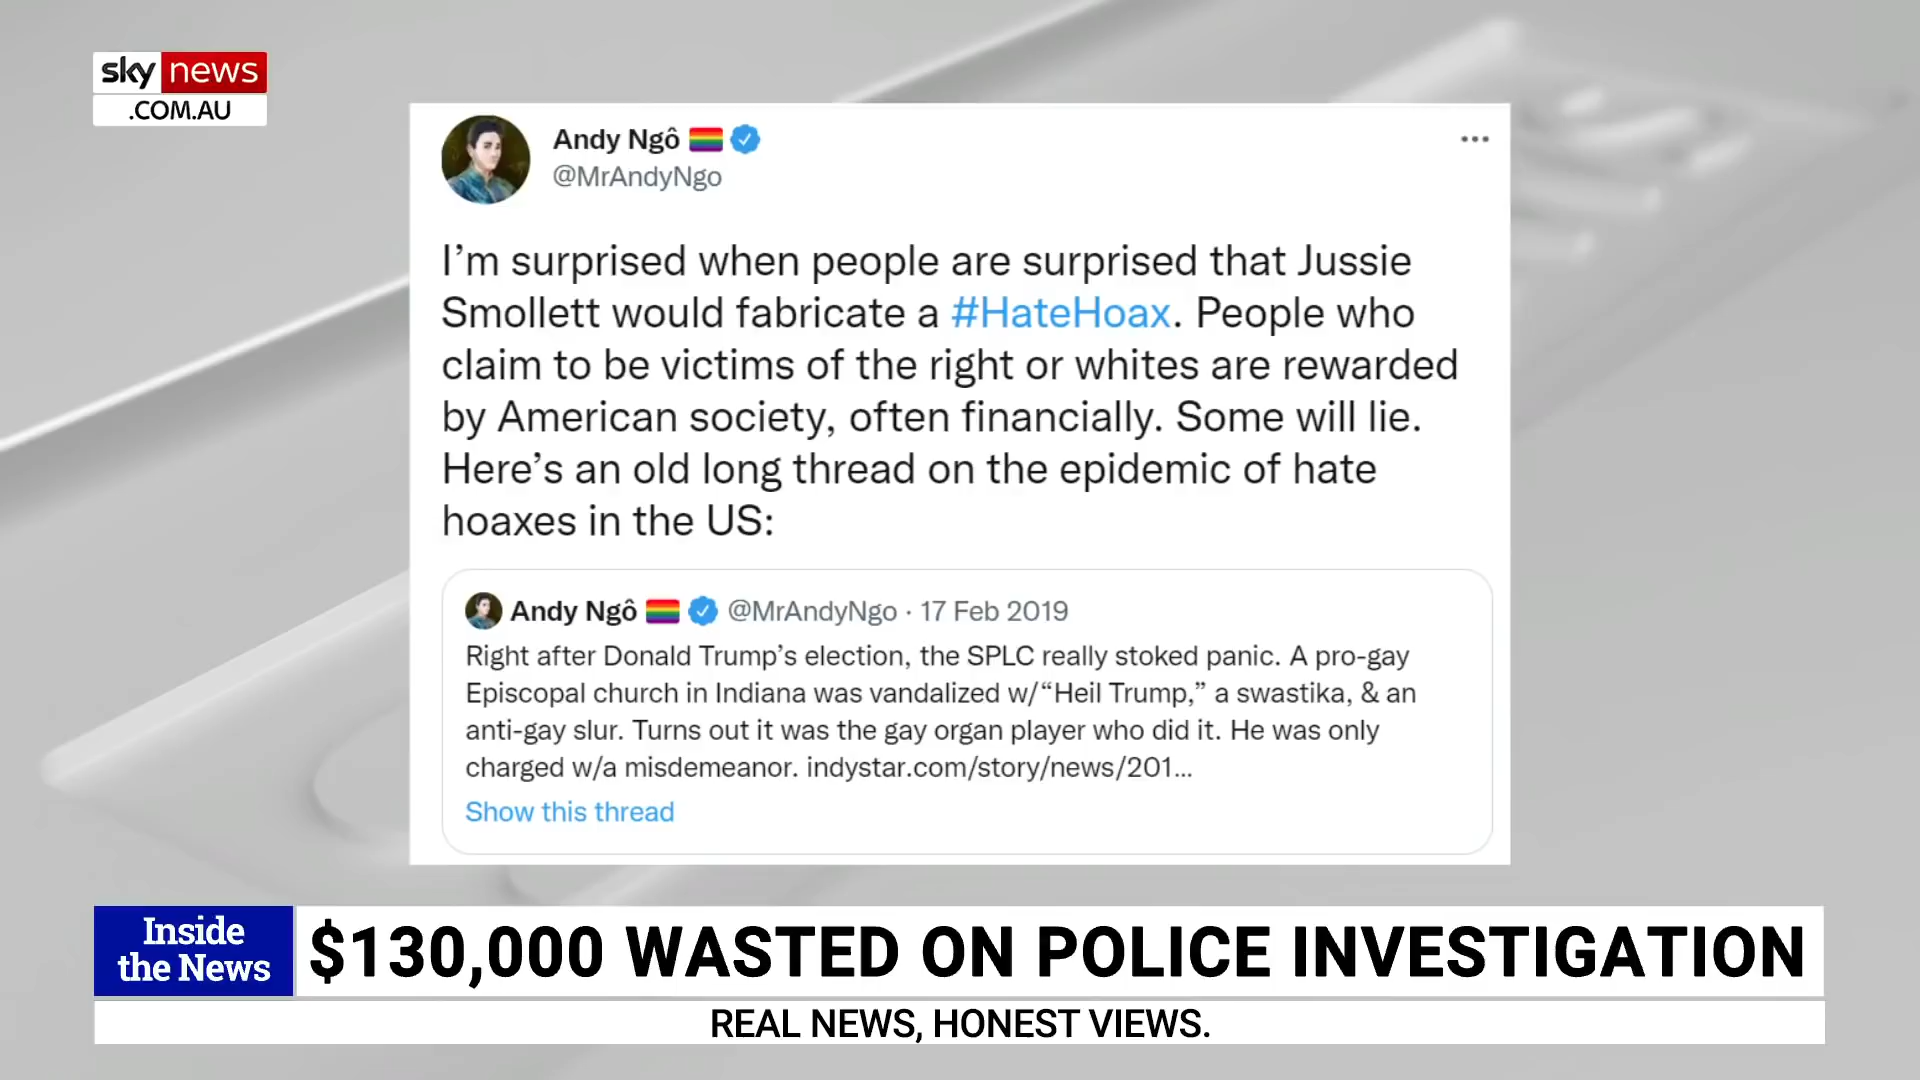 sky news
.COM.AU
Andy Ngô
@MrAndyNgo
I’m surprised when people are surprised that Jussie
Smollett would fabricate a #HateHoax. People who
claim to be victims of the right or whites are rewarded
by American society, often financially. Some will lie.
Here’s an old long thread on the epidemic of hate
hoaxes in the US:
Andy Ngô @MrAndyNgo · 17 Feb 2019
Right after Donald Trump’s election, the SPLC really stoked panic. A pro-gay
Episcopal church in Indiana was vandalized w/“Heil Trump,” a swastika, & an
anti-gay slur. Turns out it was the gay organ player who did it. He was only
charged w/a misdemeanor. indystar.com/story/news/201...
Show this thread
Inside
the News
$130,000 WASTED ON POLICE INVESTIGATION
REAL NEWS, HONEST VIEWS.